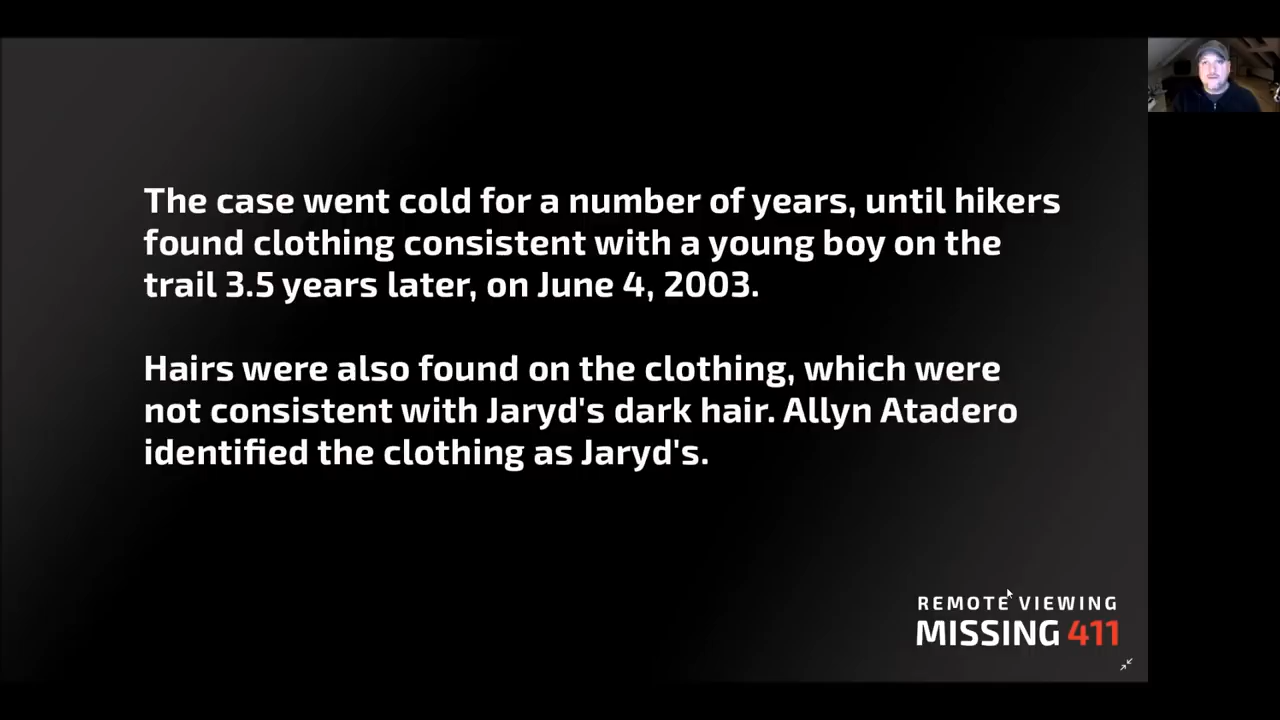 The case went cold for a number of years, until hikers
found clothing consistent with a young boy on the
trail 3.5 years later, on June 4, 2003.
Hairs were also found on the clothing, which were
not consistent with Jaryd's dark hair. Allyn Atadero
identified the clothing as Jaryd's.
REMOTE VIEWING
MISSING 411